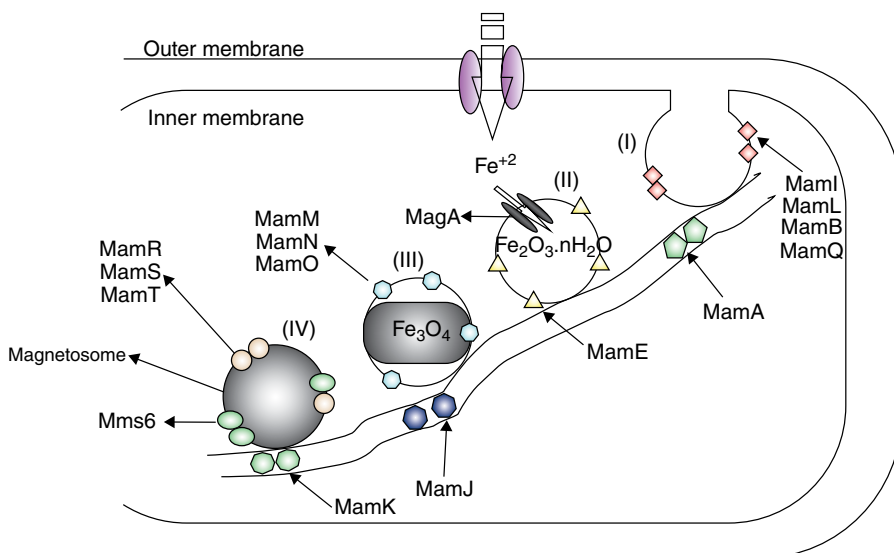 Outer membrane
Inner membrane
Fe⁺²
(I)
(II)
MamI
MamL
MamB
MamQ
MagA
Fe₂O₃.nH₂O
MamM
MamN
MamO
(III)
MamR
MamS
MamT
(IV)
Fe₃O₄
MamA
MamE
Magnetosome
Mms6
MamJ
MamK